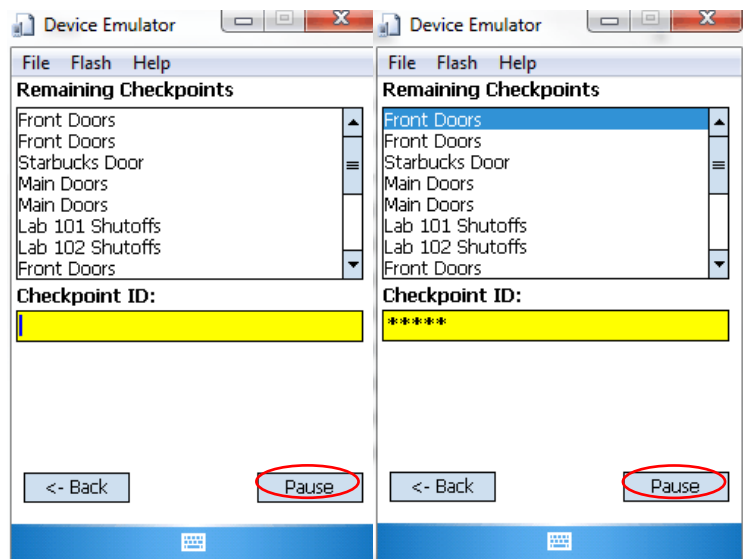 Device Emulator
File Flash Help
Remaining Checkpoints
Front Doors
Front Doors
Starbucks Door
Main Doors
Main Doors
Lab 101 Shutoffs
Lab 102 Shutoffs
Front Doors
Checkpoint ID:
<- Back
Pause
Device Emulator
File Flash Help
Remaining Checkpoints
Front Doors
Front Doors
Starbucks Door
Main Doors
Main Doors
Lab 101 Shutoffs
Lab 102 Shutoffs
Front Doors
Checkpoint ID:
*****
<- Back
Pause